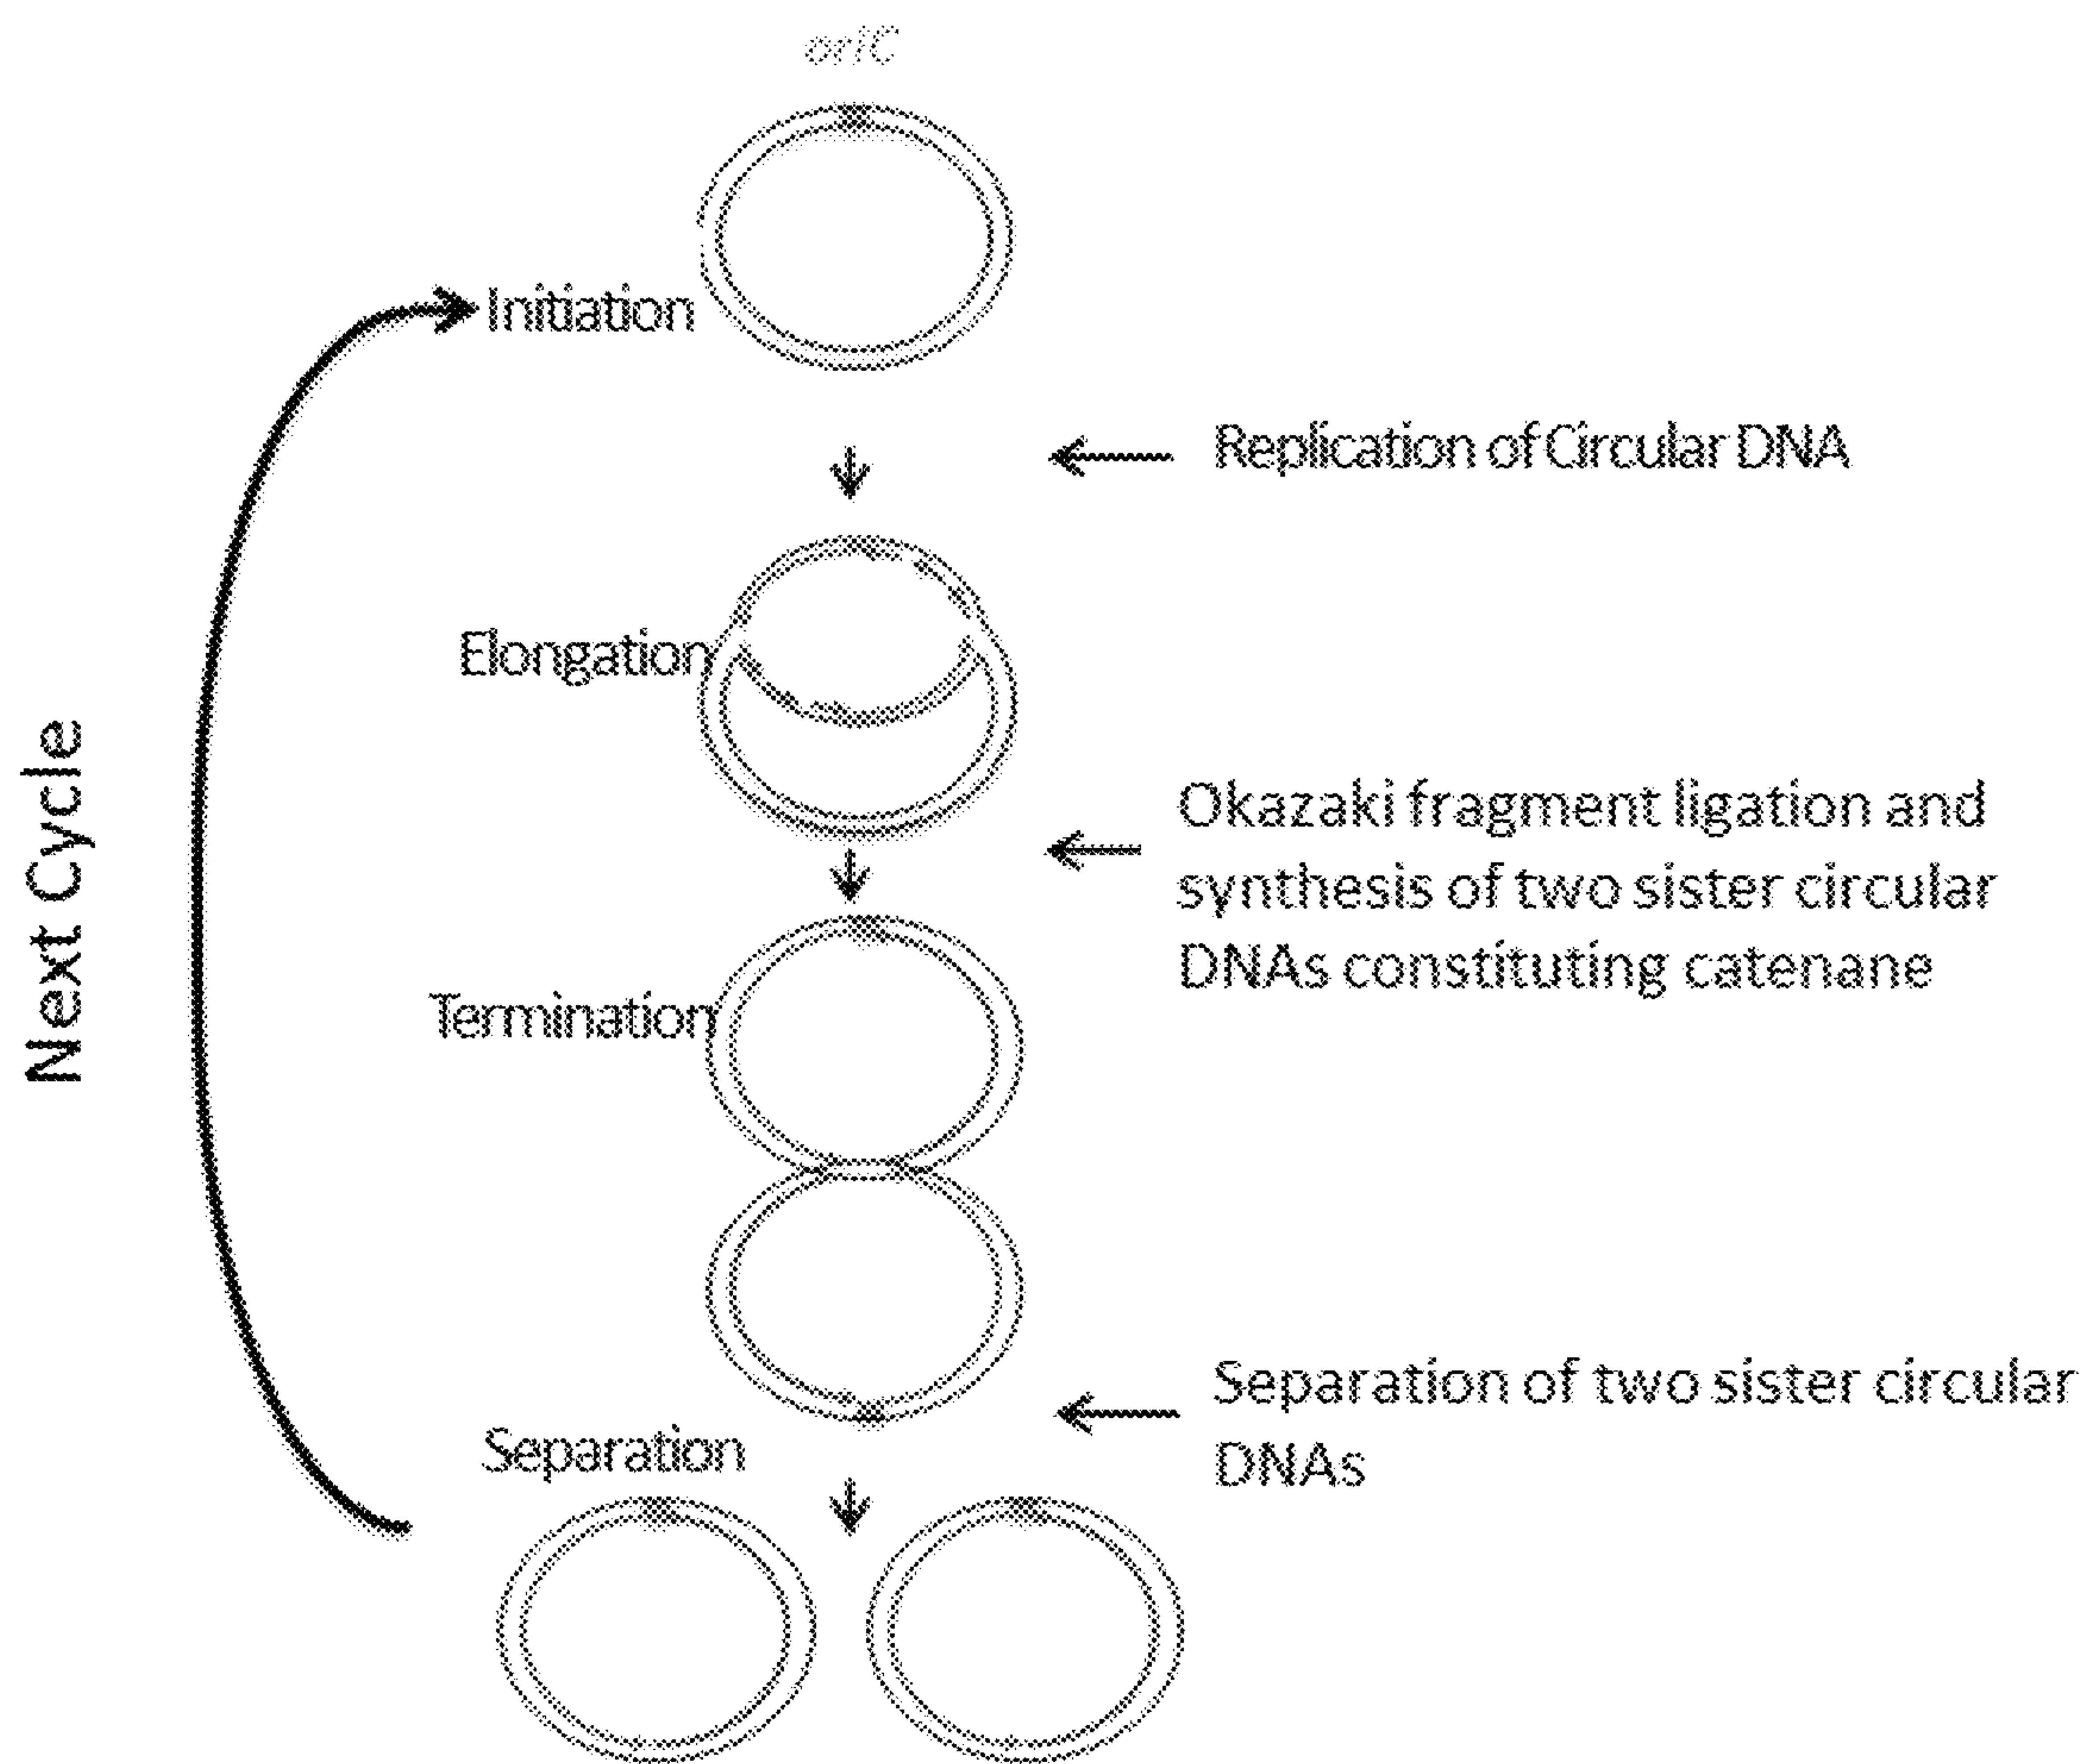 oriC
Initiation
Replication of Circular DNA
Elongation
Next Cycle
Okazaki fragment ligation and
synthesis of two sister circular
DNAs constituting catenane
Termination
Separation of two sister circular
DNAs
Separation